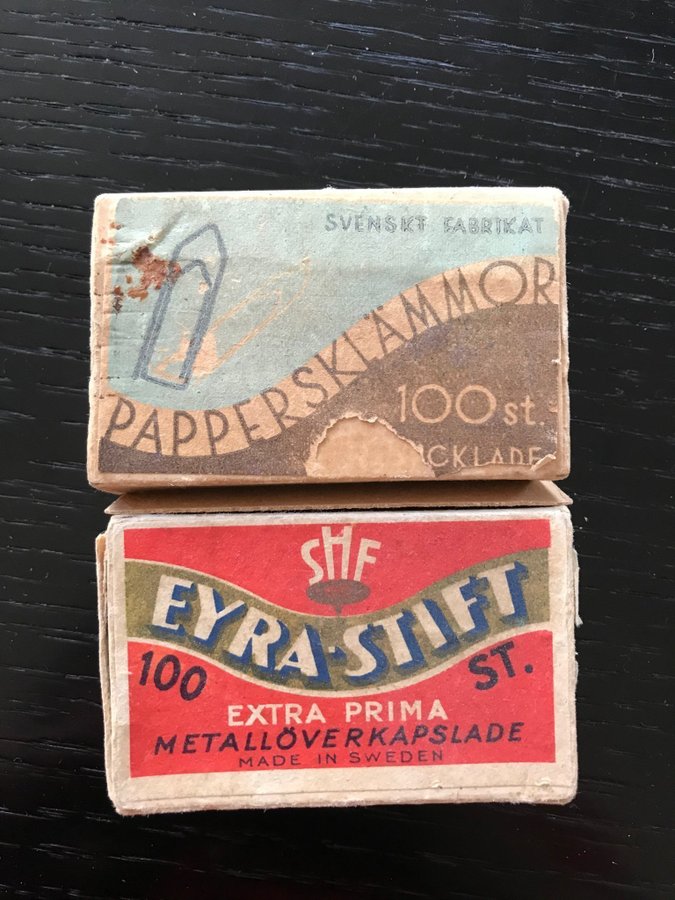 SVENSKT FABRIKAT
PAPPERSKLÄMMOR
100 st.
SHF
EYRA-STIFT
100 ST.
EXTRA PRIMA
METALLÖVERKAPSLADE
MADE IN SWEDEN